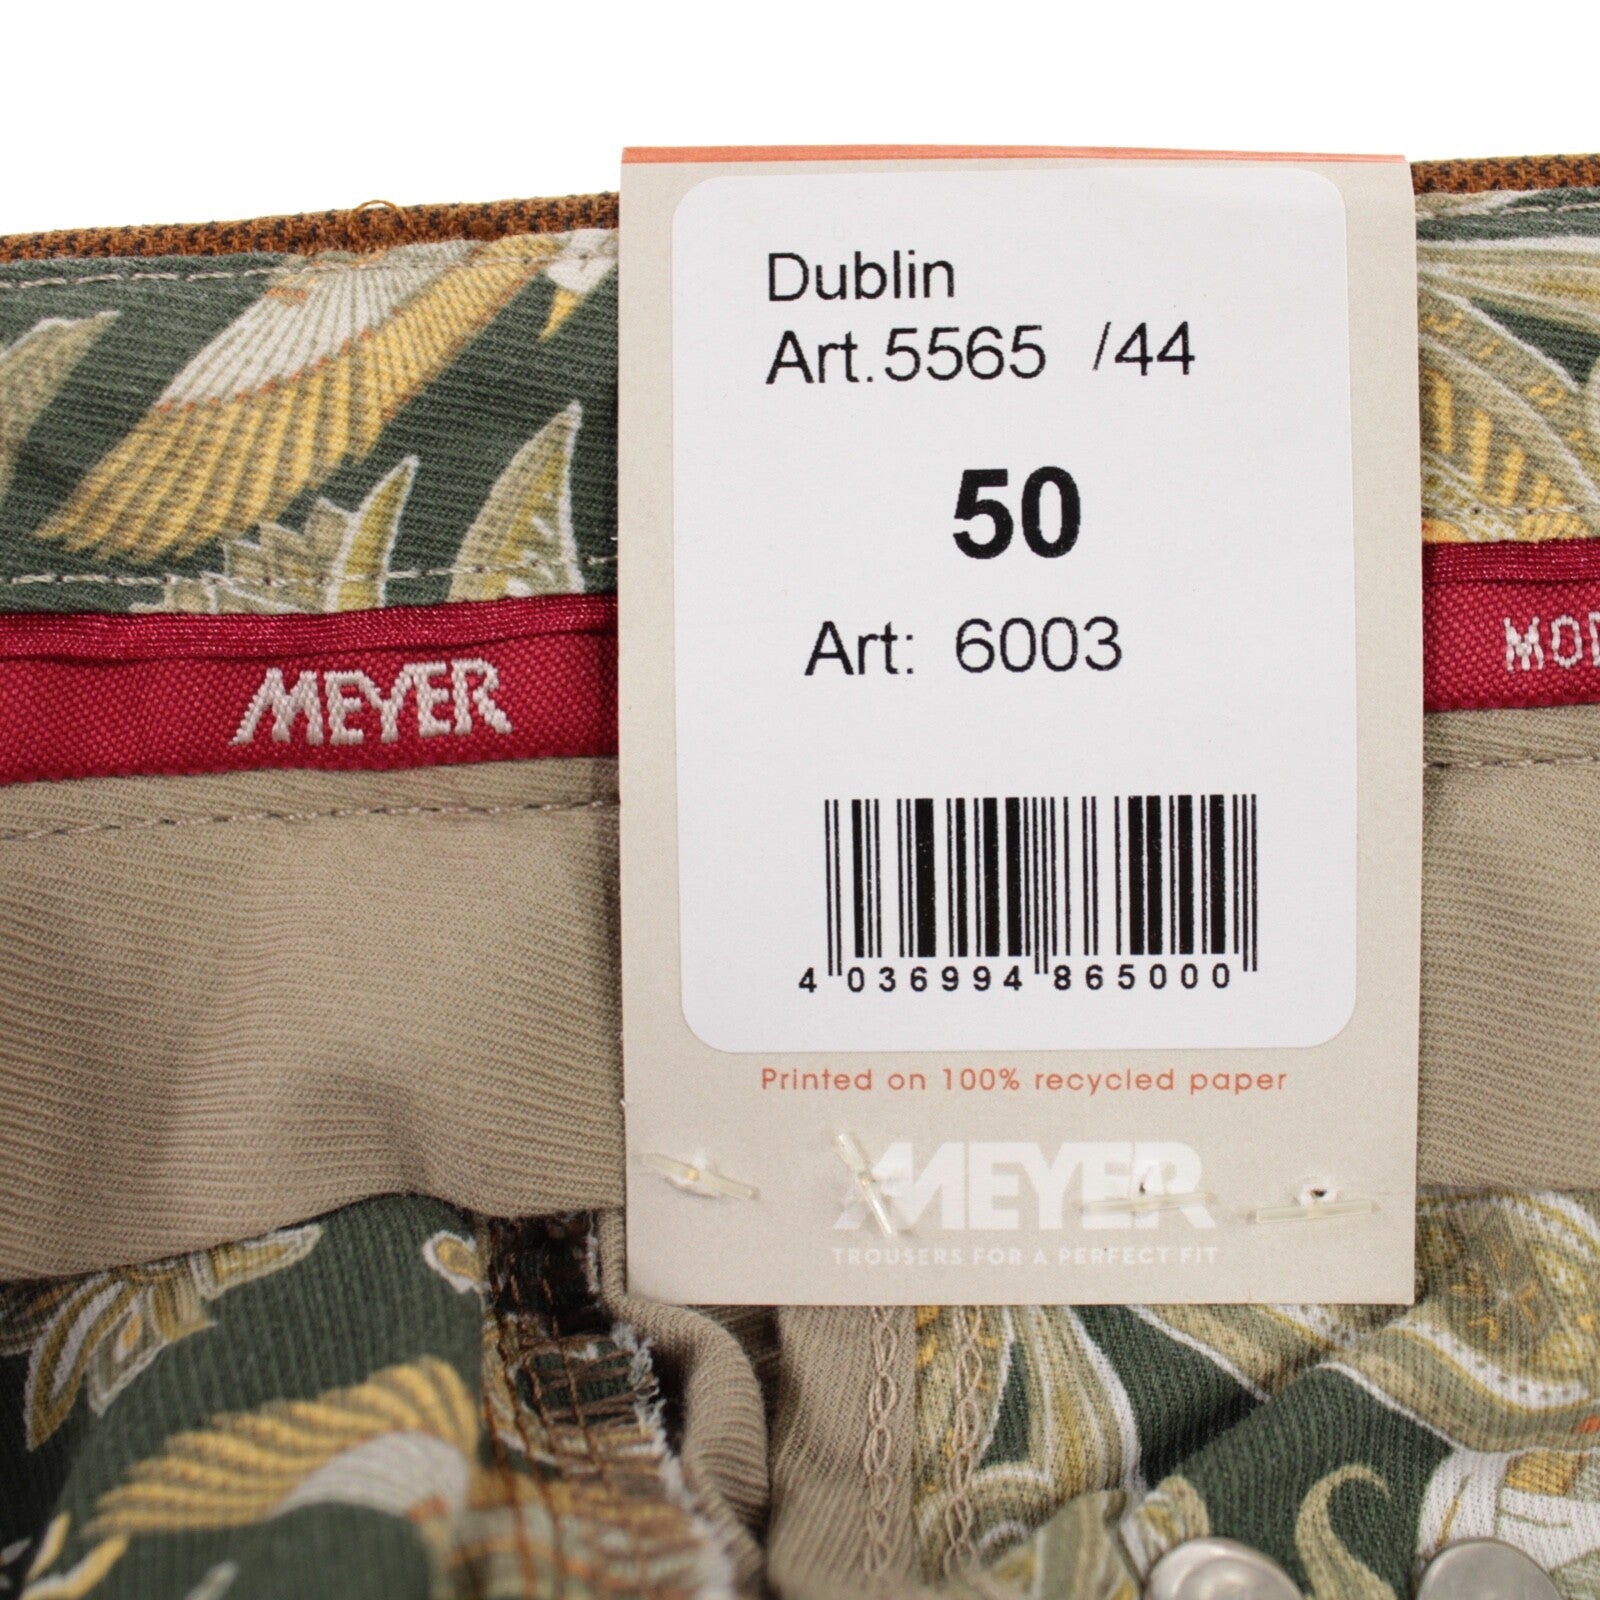 Dublin
Art.5565 /44
50
Art: 6003
4 036994 865000
Printed on 100% recycled paper
MEYER
TROUSERS FOR A PERFECT FIT
MEYER